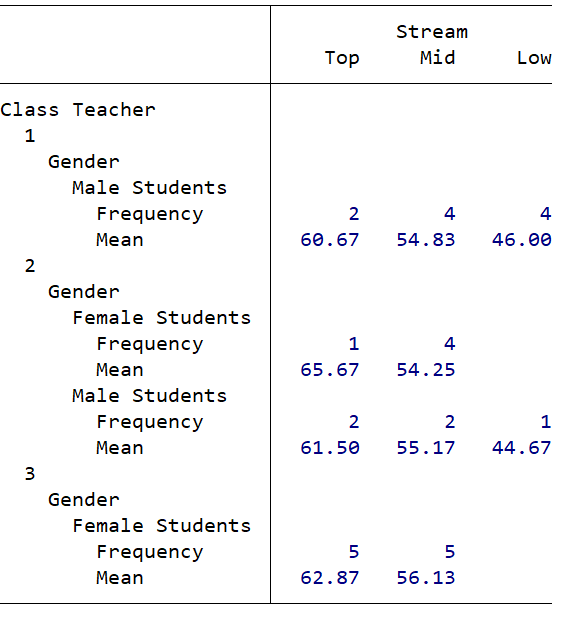 Stream
Top Mid Low
Class Teacher
1
Gender
Male Students
Frequency 2 4 4
Mean 60.67 54.83 46.00
2
Gender
Female Students
Frequency 1 4
Mean 65.67 54.25
Male Students
Frequency 2 2 1
Mean 61.50 55.17 44.67
3
Gender
Female Students
Frequency 5 5
Mean 62.87 56.13